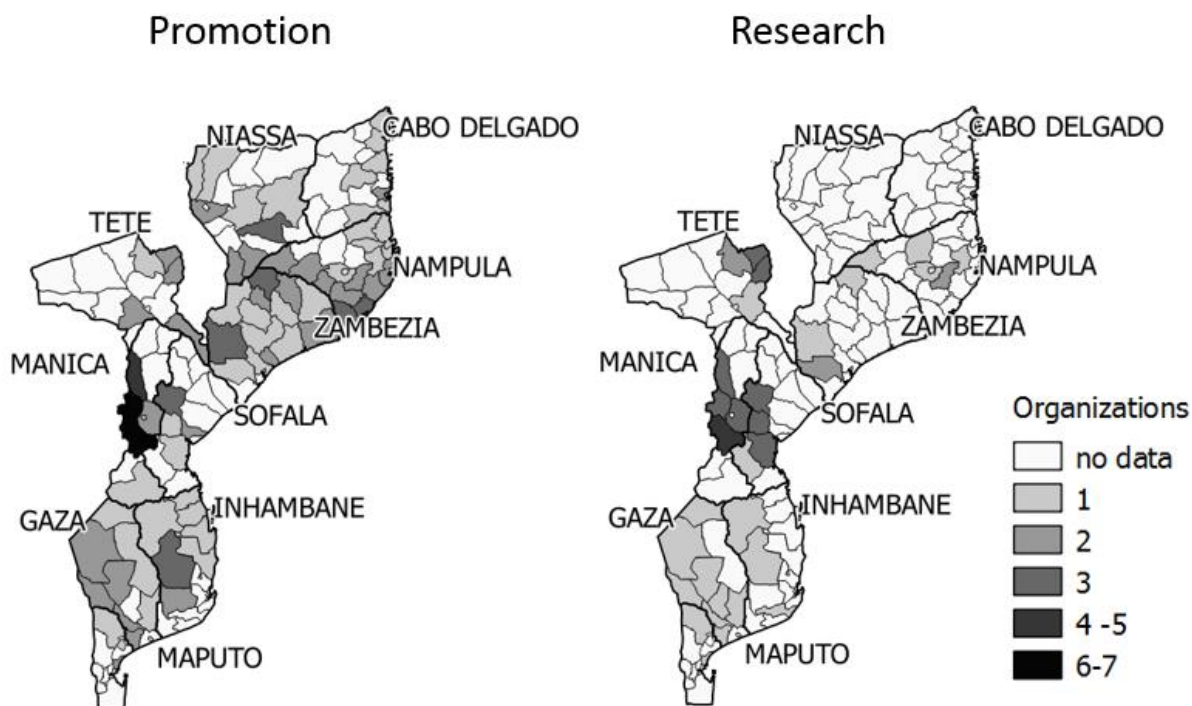 Promotion
Research
NIASSA
CABO DELGADO
TETE
NAMPULA
ZAMBEZIA
MANICA
SOFALA
INHAMBANE
GAZA
MAPUTO
NIASSA
CABO DELGADO
TETE
NAMPULA
ZAMBEZIA
MANICA
SOFALA
INHAMBANE
GAZA
MAPUTO
Organizations
no data
1
2
3
4 -5
6-7